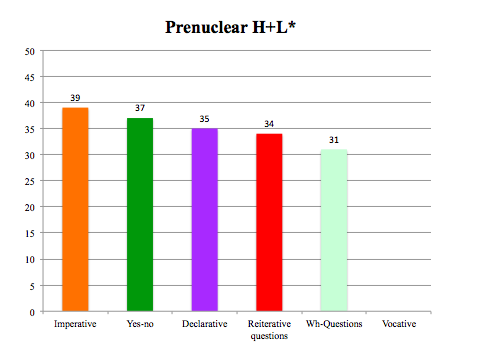 Prenuclear H+L*
50
45
40
35
30
25
20
15
10
5
0
39
37
35
34
31
Imperative
Yes-no
Declarative
Reiterative
questions
Wh-Questions
Vocative